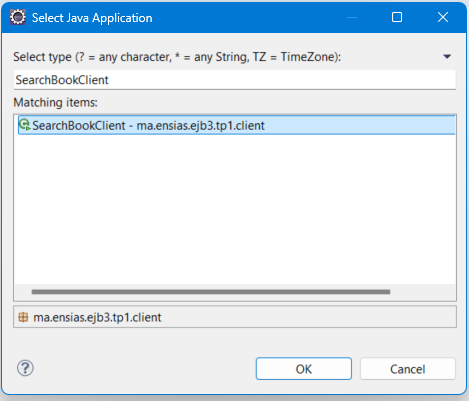 Select Java Application
Select type (? = any character, * = any String, TZ = TimeZone):
SearchBookClient
Matching items:
SearchBookClient - ma.ensias.ejb3.tp1.client
ma.ensias.ejb3.tp1.client
?
OK
Cancel